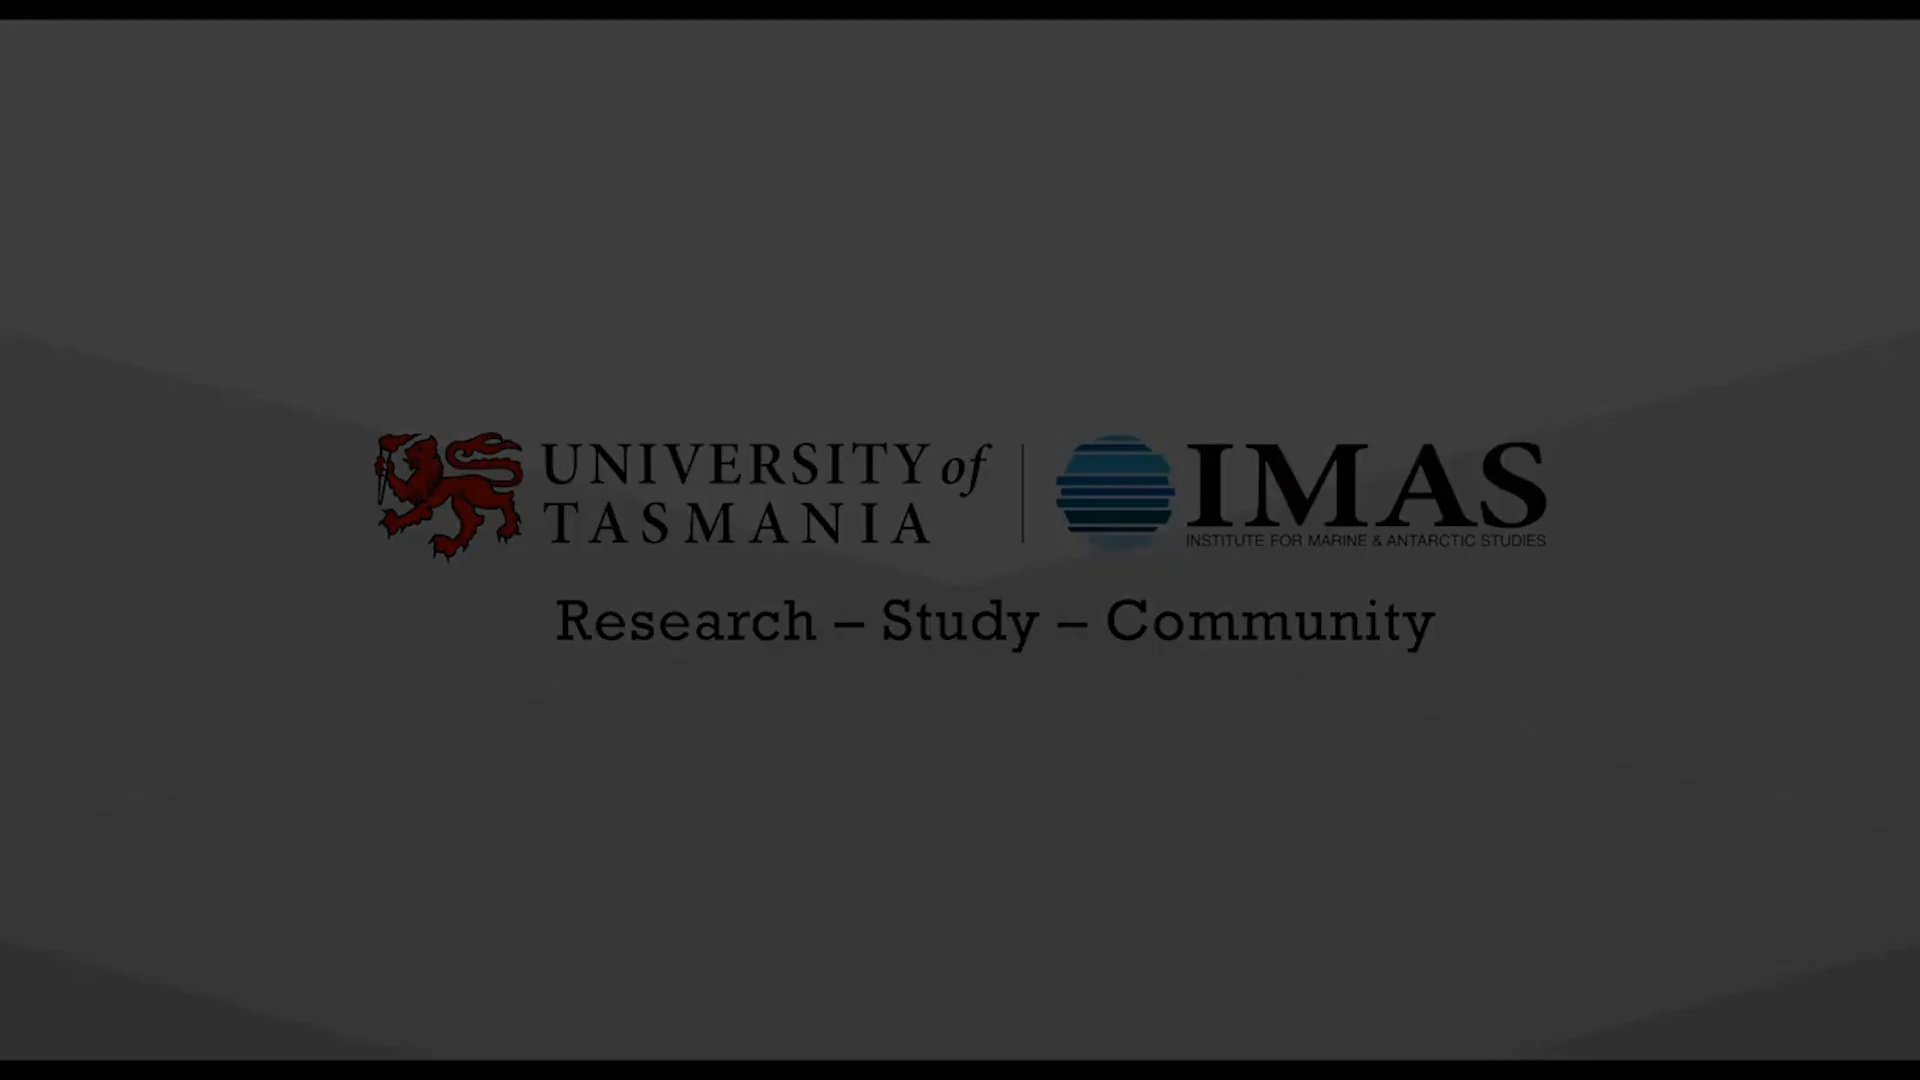 UNIVERSITY of
TASMANIA
IMAS
INSTITUTE FOR MARINE & ANTARCTIC STUDIES
Research – Study – Community